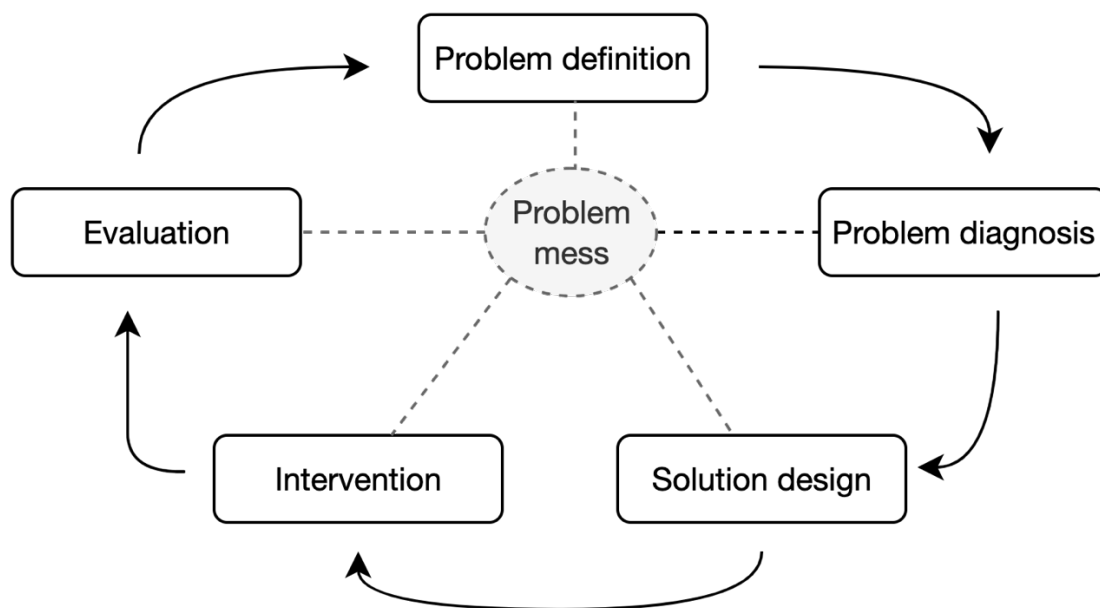 Problem definition
Problem
mess
Evaluation
Problem diagnosis
Intervention
Solution design